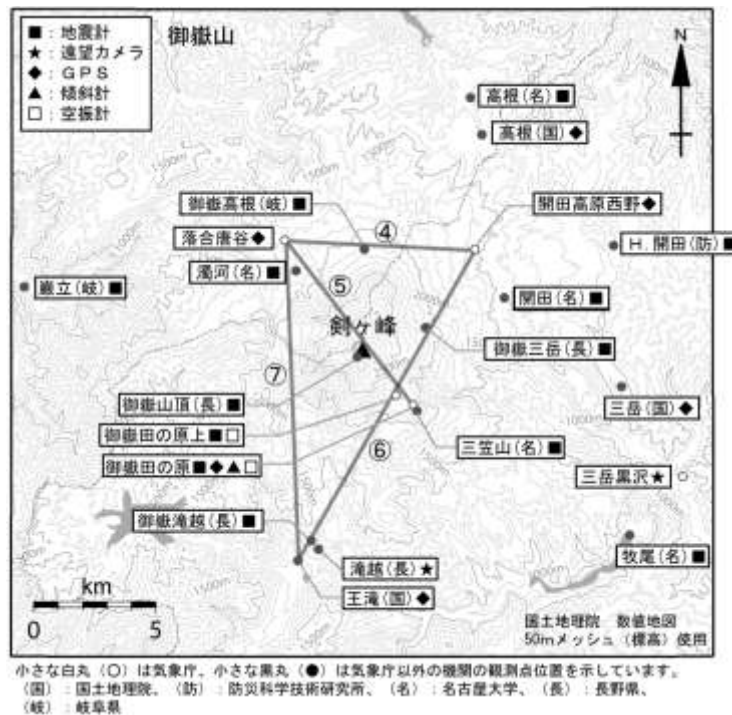 御嶽山
■：地震計
★：遠望カメラ
◆：ＧＰＳ
▲：傾斜計
□：空振計
N
高根(名)■
高根(国)◆
御嶽高根(岐)■
開田高原西野◆
④
落合唐谷◆
H.開田(防)■
濁河(名)■
巌立(岐)■
⑤
開田(名)■
剣ヶ峰
御嶽三岳(長)■
⑦
御嶽山頂(長)■
三岳(国)◆
御嶽田の原上■□
三笠山(名)■
⑥
御嶽田の原■◆▲□
三岳黒沢★
御嶽滝越(長)■
牧尾(名)■
滝越(長)★
km
王滝(国)◆
0 5
国土地理院 数値地図
50mメッシュ（標高）使用
小さな白丸（○）は気象庁、小さな黒丸（●）は気象庁以外の機関の観測点位置を示しています。
（国）：国土地理院、（防）：防災科学技術研究所、（名）：名古屋大学、（長）：長野県、
（岐）：岐阜県